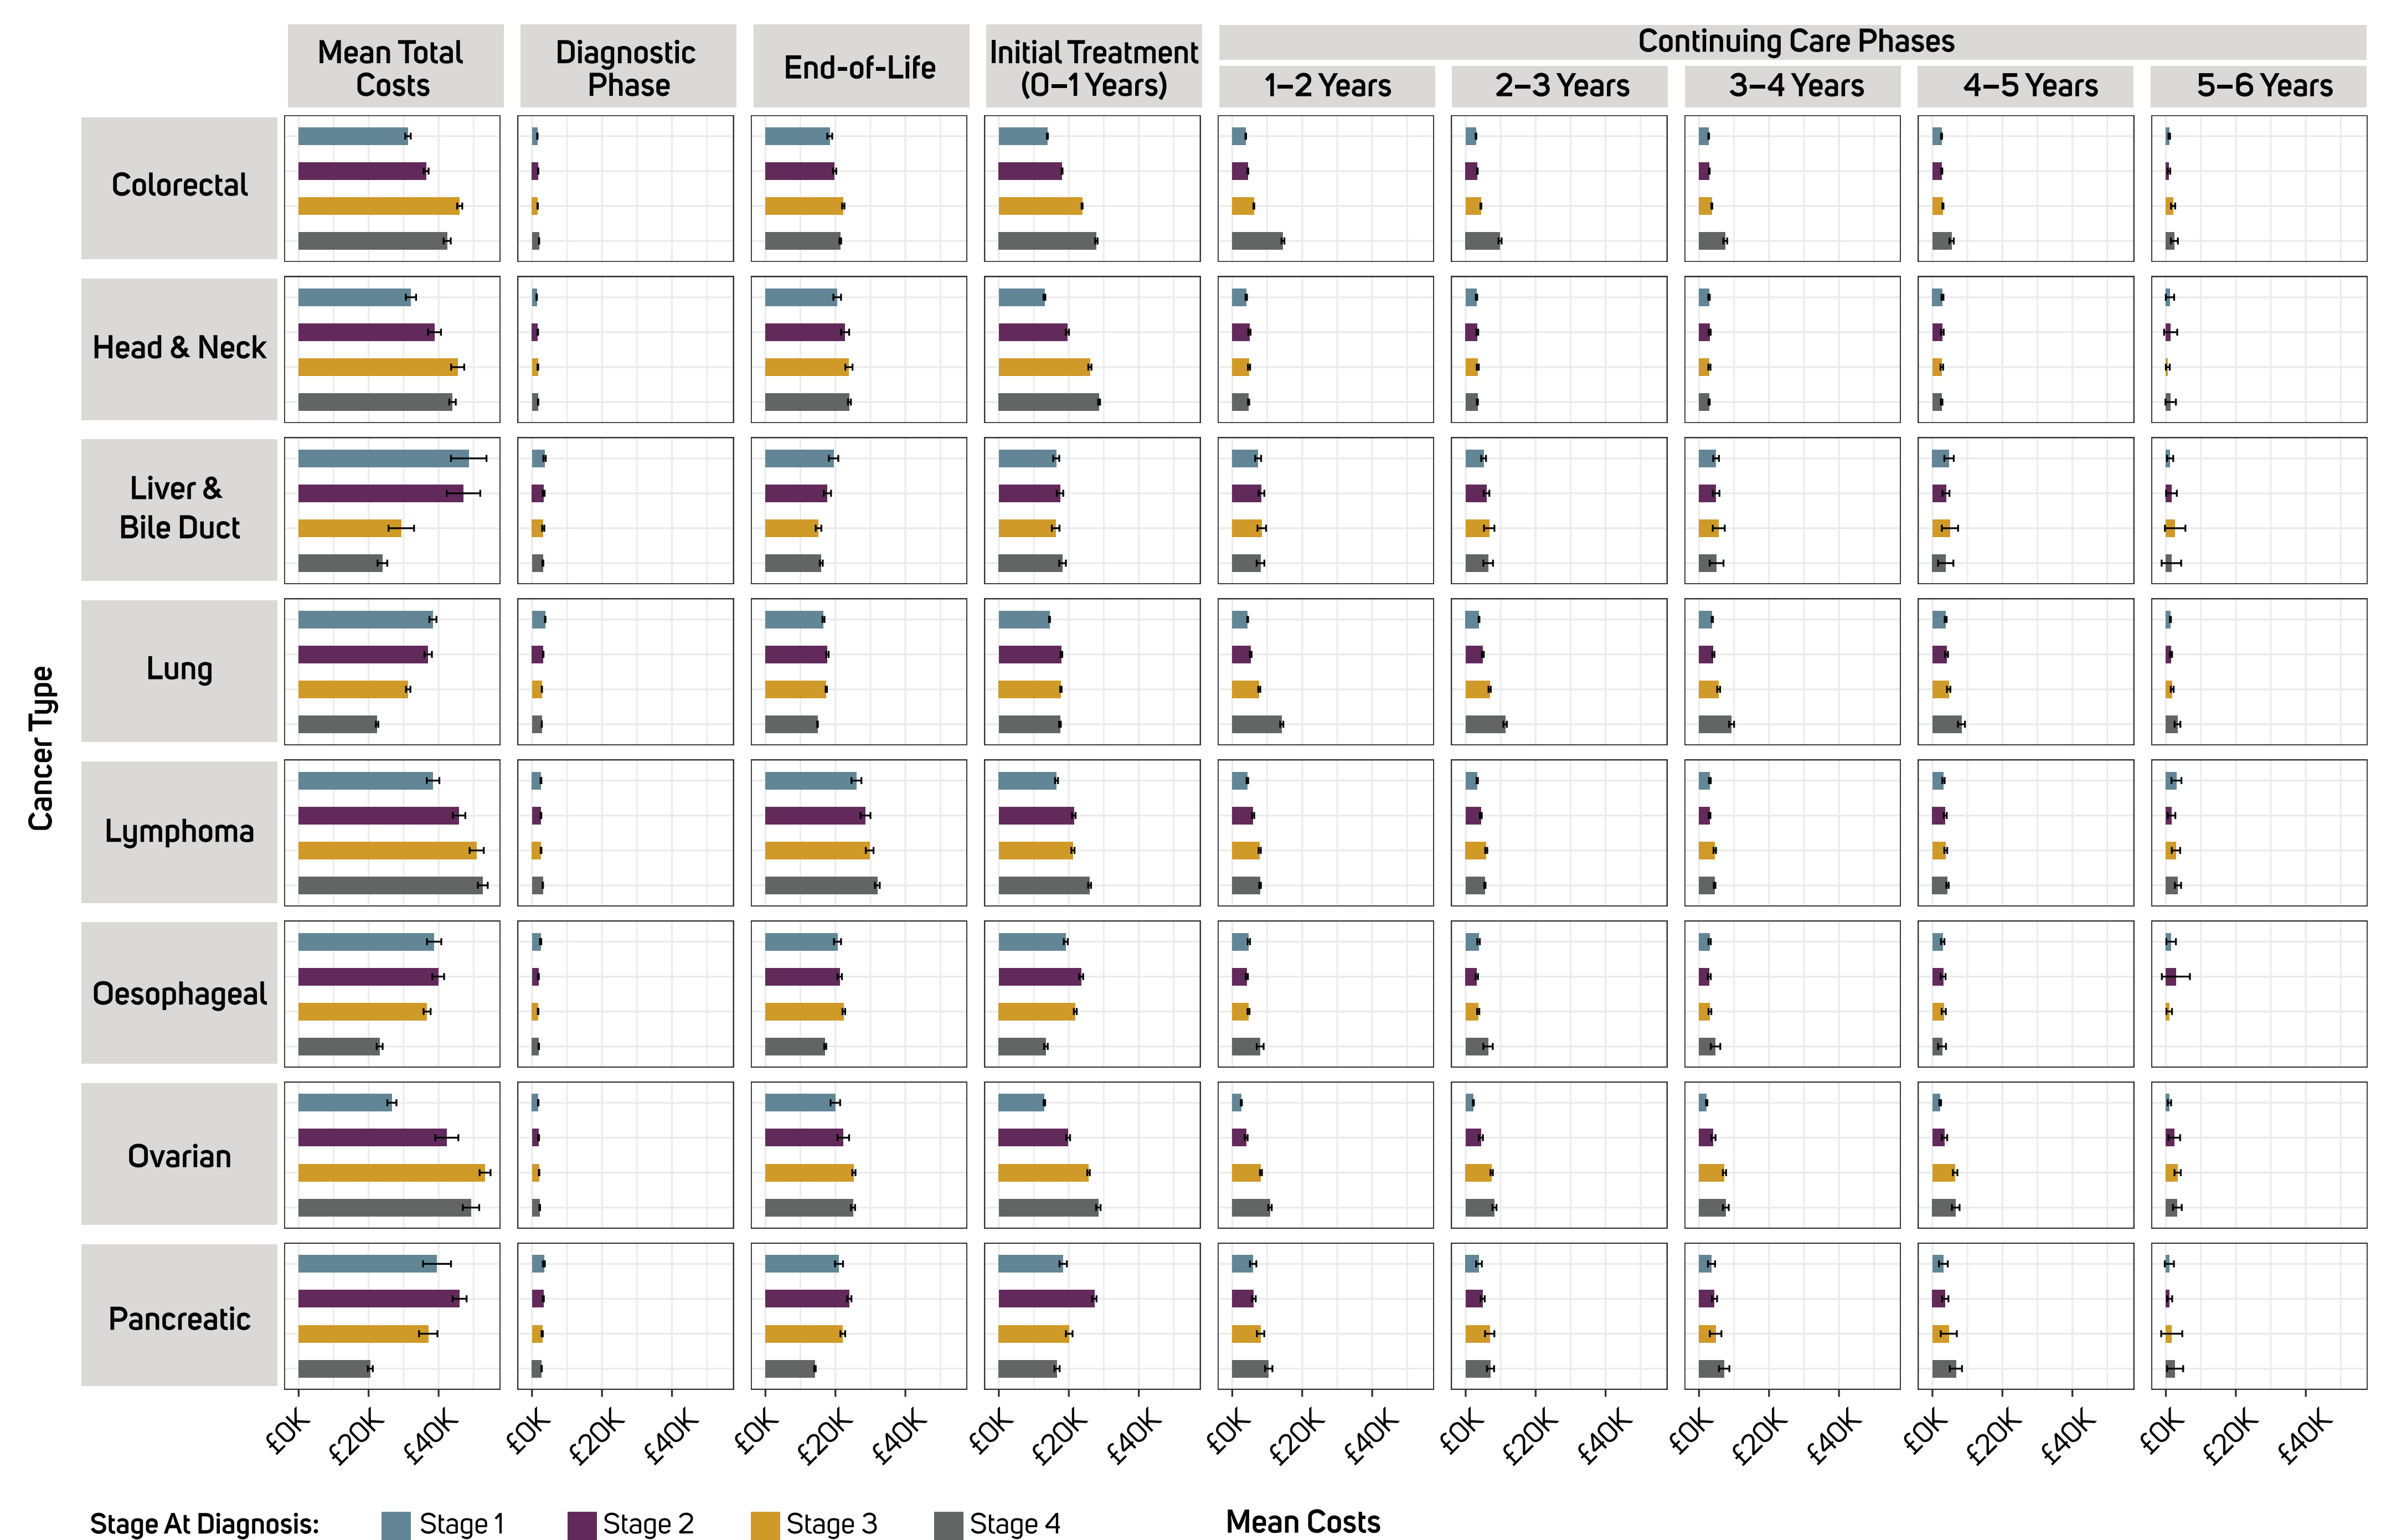 Continuing Care Phases
Mean Total
Costs
Diagnostic
Phase
End-of-Life
Initial Treatment
(0–1 Years)
1–2 Years
2–3 Years
3–4 Years
4–5 Years
5–6 Years
Cancer Type
Colorectal
Head & Neck
Liver &
Bile Duct
Lung
Lymphoma
Oesophageal
Ovarian
Pancreatic
£0K £20K £40K £0K £20K £40K £0K £20K £40K £0K £20K £40K £0K £20K £40K £0K £20K £40K £0K £20K £40K £0K £20K £40K £0K £20K £40K
Stage At Diagnosis: Stage 1 Stage 2 Stage 3 Stage 4
Mean Costs